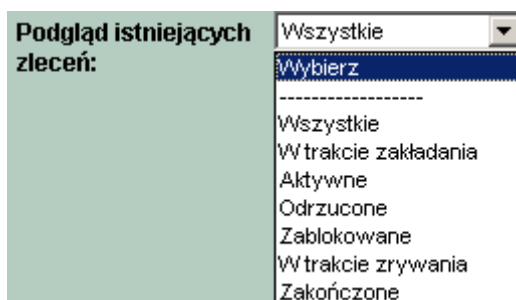 Podgląd istniejących
zleceń:
Wszystkie
Wybierz
-----------------
Wszystkie
W trakcie zakładania
Aktywne
Odrzucone
Zablokowane
W trakcie zrywania
Zakończone